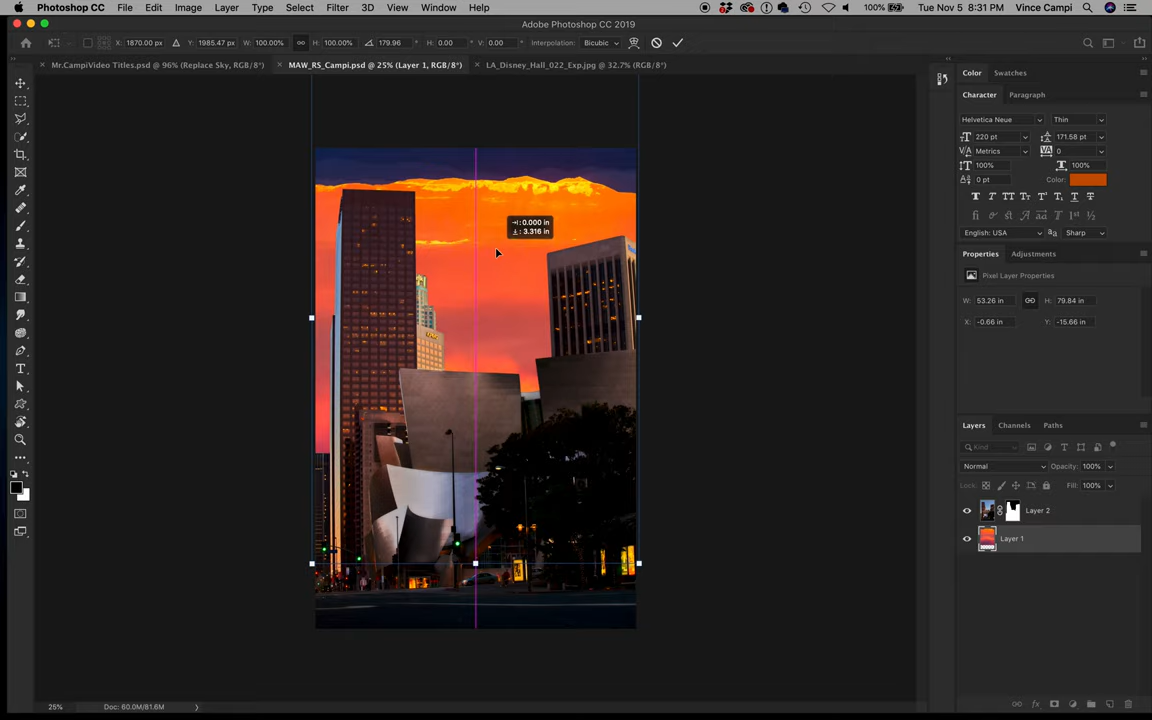 Photoshop CC File Edit Image Layer Type Select Filter 3D View Window Help 100% Tue Nov 5 8:31 PM Vince Campi
Adobe Photoshop CC 2019
X: 1870.00 px Y: 1985.47 px W: 100.00% H: 100.00% 179.96 ° H: 0.00 ° V: 0.00 ° Interpolation: Bicubic
Mr.CampiVideo Titles.psd @ 96% (Replace Sky, RGB/8*) MAW_RS_Campi.psd @ 25% (Layer 1, RGB/8*) LA_Disney_Hall_022_Exp.jpg @ 32.7% (RGB/8*)
Color Swatches
Character Paragraph
Helvetica Neue Thin
220 pt 171.58 pt
Metrics 0
100% 100%
0 pt Color:
English: USA Sharp
Properties Adjustments
Pixel Layer Properties
W: 53.26 in H: 79.84 in
X: -0.66 in Y: -15.66 in
Layers Channels Paths
Kind
Normal Opacity: 100%
Lock: Fill: 100%
Layer 2
Layer 1
: 0.000 in
: 3.316 in
25% Doc: 60.0M/81.6M